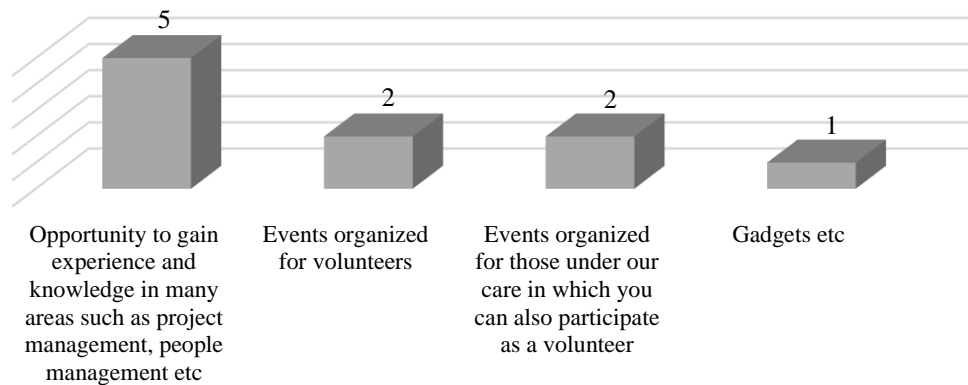 5
2
2
1
Opportunity to gain
experience and
knowledge in many
areas such as project
management, people
management etc
Events organized
for volunteers
Events organized
for those under our
care in which you
can also participate
as a volunteer
Gadgets etc